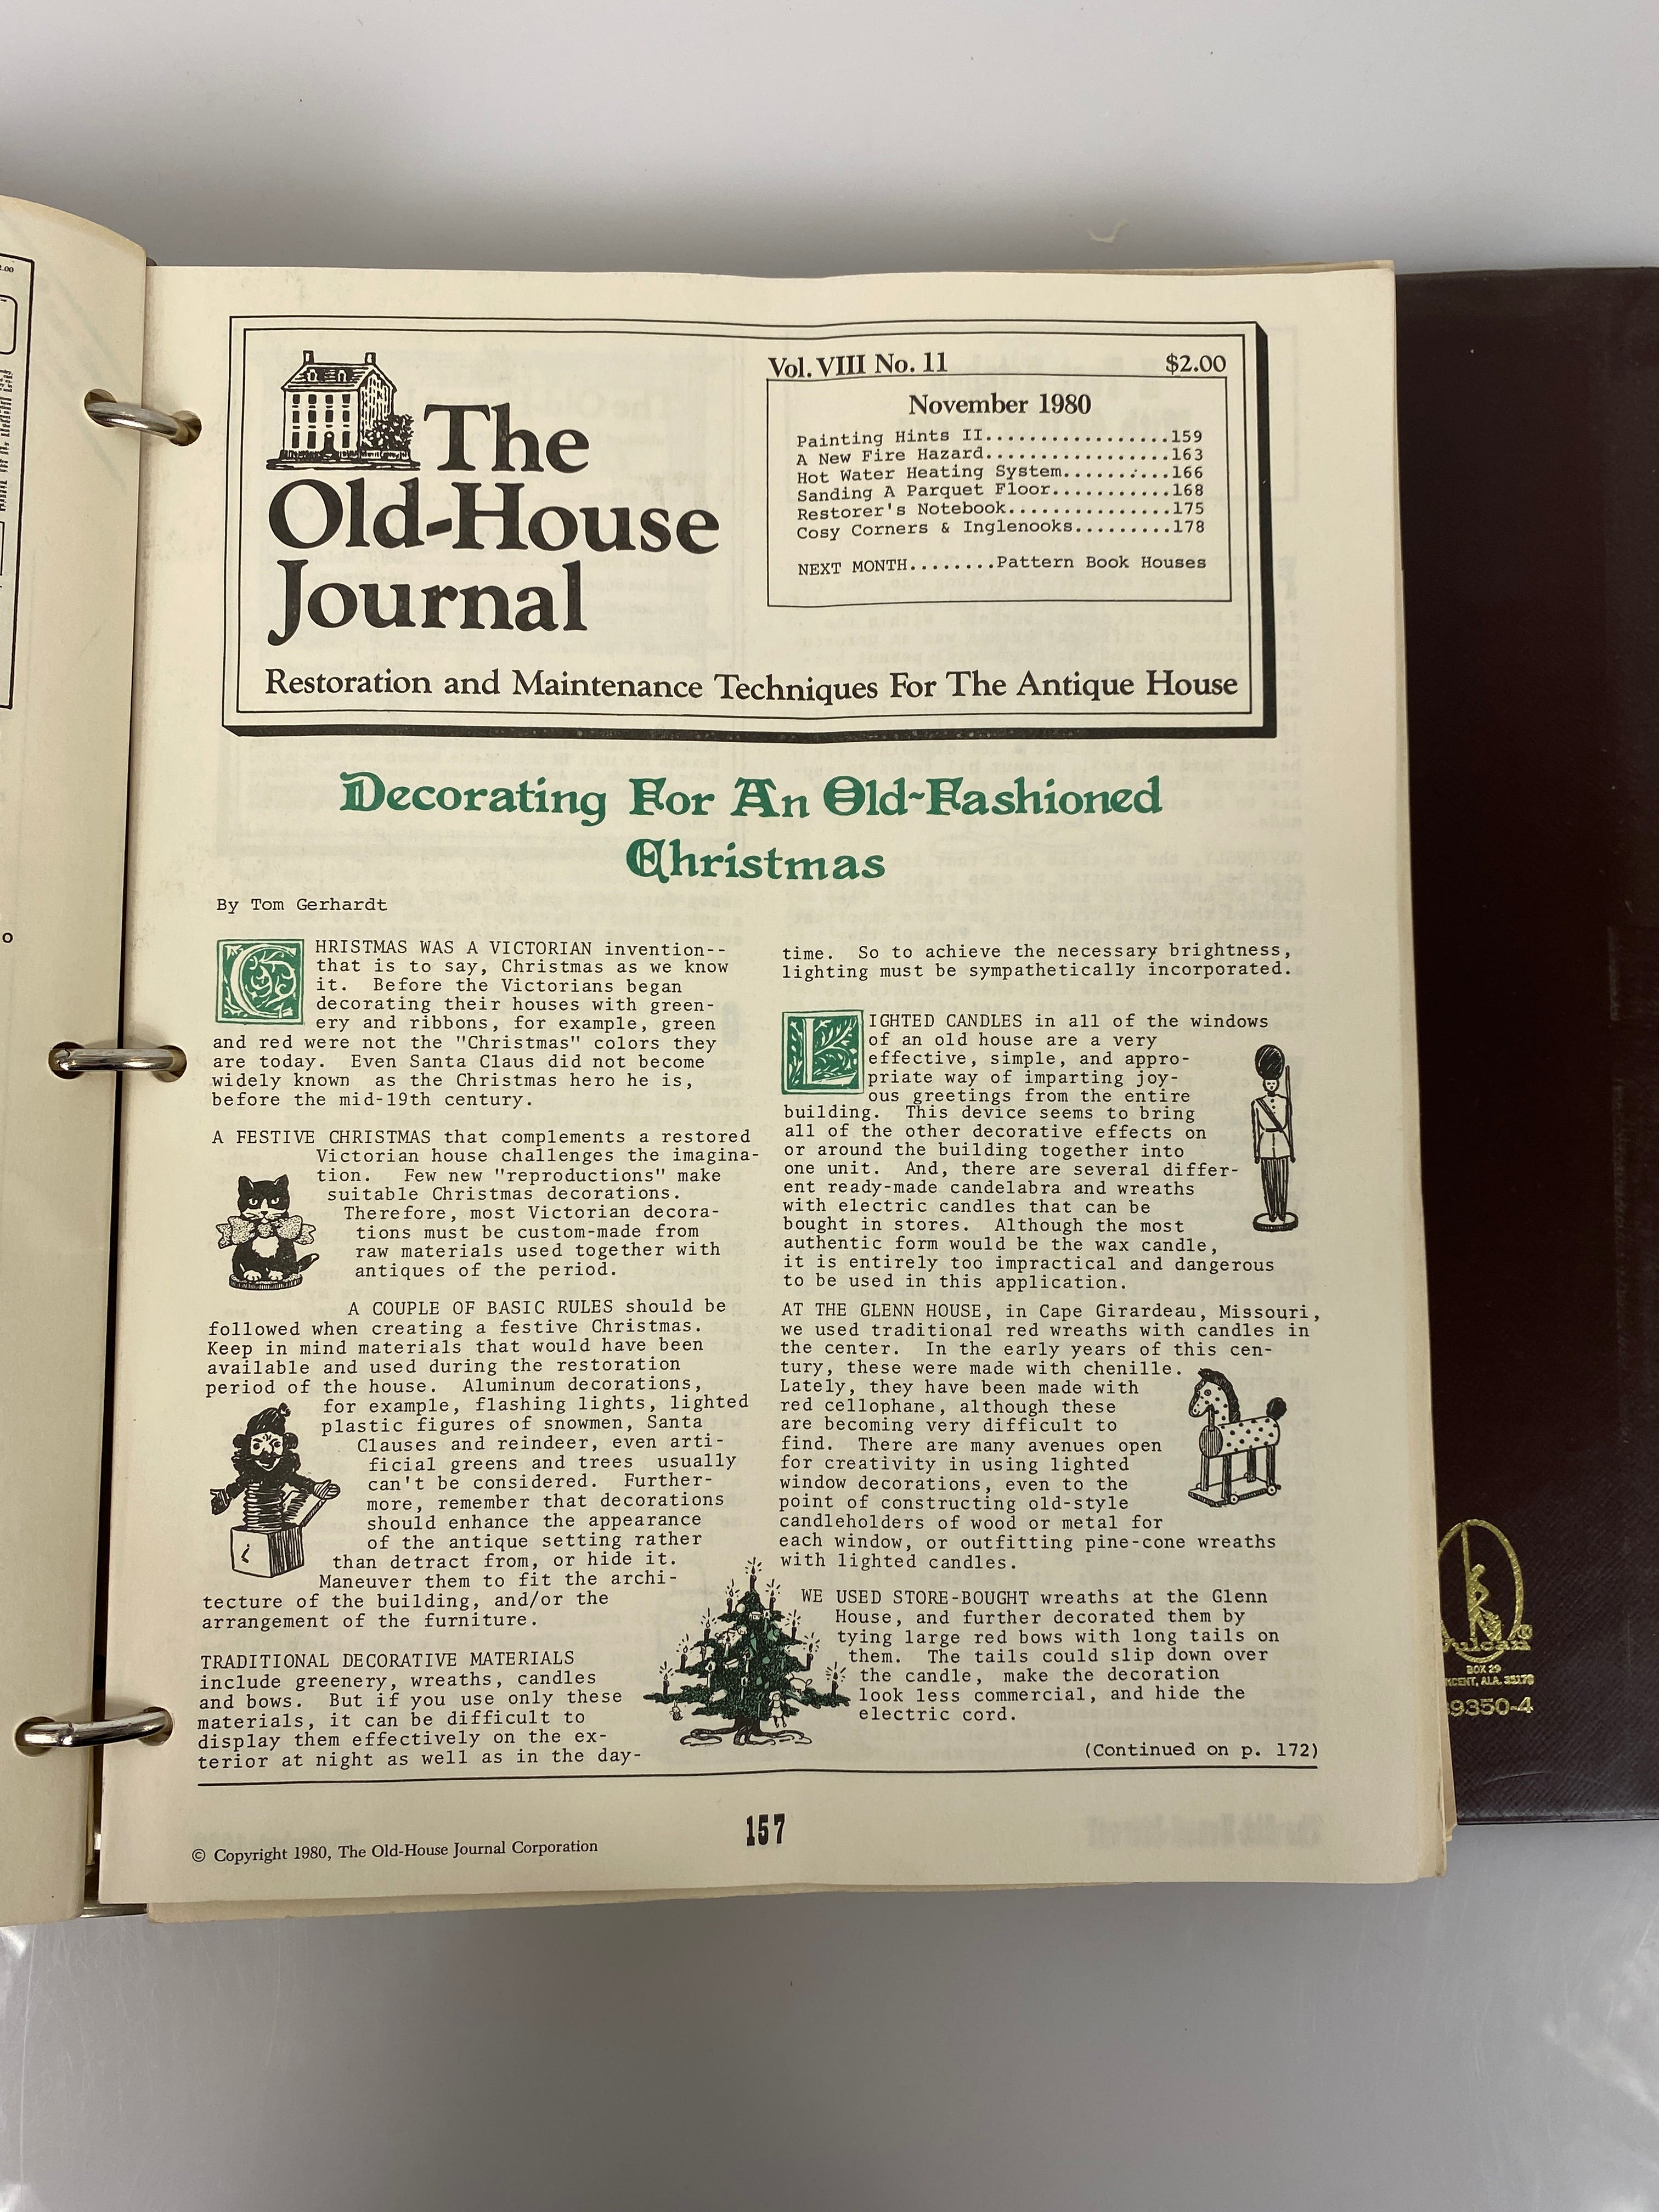 The
Old-House
Journal
Vol. VIII No. 11 $2.00
November 1980
Painting Hints II.................159
A New Fire Hazard.................163
Hot Water Heating System..........166
Sanding A Parquet Floor...........168
Restorer's Notebook...............175
Cosy Corners & Inglenooks.........178
NEXT MONTH........Pattern Book Houses
Restoration and Maintenance Techniques For The Antique House
Decorating For An Old-Fashioned
Christmas
By Tom Gerhardt
CHRISTMAS WAS A VICTORIAN invention--
that is to say, Christmas as we know
it. Before the Victorians began
decorating their houses with green-
ery and ribbons, for example, green
and red were not the "Christmas" colors they
are today. Even Santa Claus did not become
widely known as the Christmas hero he is,
before the mid-19th century.
A FESTIVE CHRISTMAS that complements a restored
Victorian house challenges the imagina-
tion. Few new "reproductions" make
suitable Christmas decorations.
Therefore, most Victorian decora-
tions must be custom-made from
raw materials used together with
antiques of the period.
A COUPLE OF BASIC RULES should be
followed when creating a festive Christmas.
Keep in mind materials that would have been
available and used during the restoration
period of the house. Aluminum decorations,
for example, flashing lights, lighted
plastic figures of snowmen, Santa
Clauses and reindeer, even arti-
ficial greens and trees usually
can't be considered. Further-
more, remember that decorations
should enhance the appearance
of the antique setting rather
than detract from, or hide it.
Maneuver them to fit the archi-
tecture of the building, and/or the
arrangement of the furniture.
TRADITIONAL DECORATIVE MATERIALS
include greenery, wreaths, candles
and bows. But if you use only these
materials, it can be difficult to
display them effectively on the ex-
terior at night as well as in the day-
time. So to achieve the necessary brightness,
lighting must be sympathetically incorporated.
LIGHTED CANDLES in all of the windows
of an old house are a very
effective, simple, and appro-
priate way of imparting joy-
ous greetings from the entire
building. This device seems to bring
all of the other decorative effects on
or around the building together into
one unit. And, there are several differ-
ent ready-made candelabra and wreaths
with electric candles that can be
bought in stores. Although the most
authentic form would be the wax candle,
it is entirely too impractical and dangerous
to be used in this application.
AT THE GLENN HOUSE, in Cape Girardeau, Missouri,
we used traditional red wreaths with candles in
the center. In the early years of this cen-
tury, these were made with chenille.
Lately, they have been made with
red cellophane, although these
are becoming very difficult to
find. There are many avenues open
for creativity in using lighted
window decorations, even to the
point of constructing old-style
candleholders of wood or metal for
each window, or outfitting pine-cone wreaths
with lighted candles.
WE USED STORE-BOUGHT wreaths at the Glenn
House, and further decorated them by
tying large red bows with long tails on
them. The tails could slip down over
the candle, make the decoration
look less commercial, and hide the
electric cord.
(Continued on p. 172)
© Copyright 1980, The Old-House Journal Corporation
157
BOX 29
ALA. 35178
9350-4